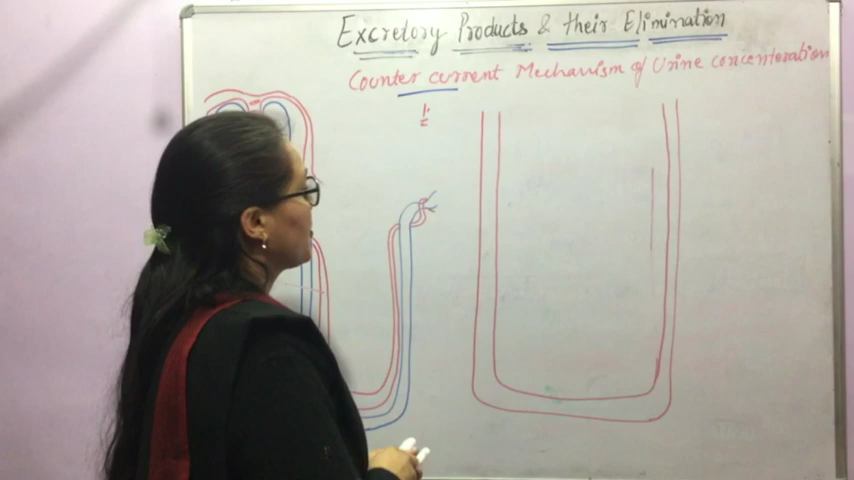 Excretory Products & their Elimination
Counter current Mechanism of Urine concenteration